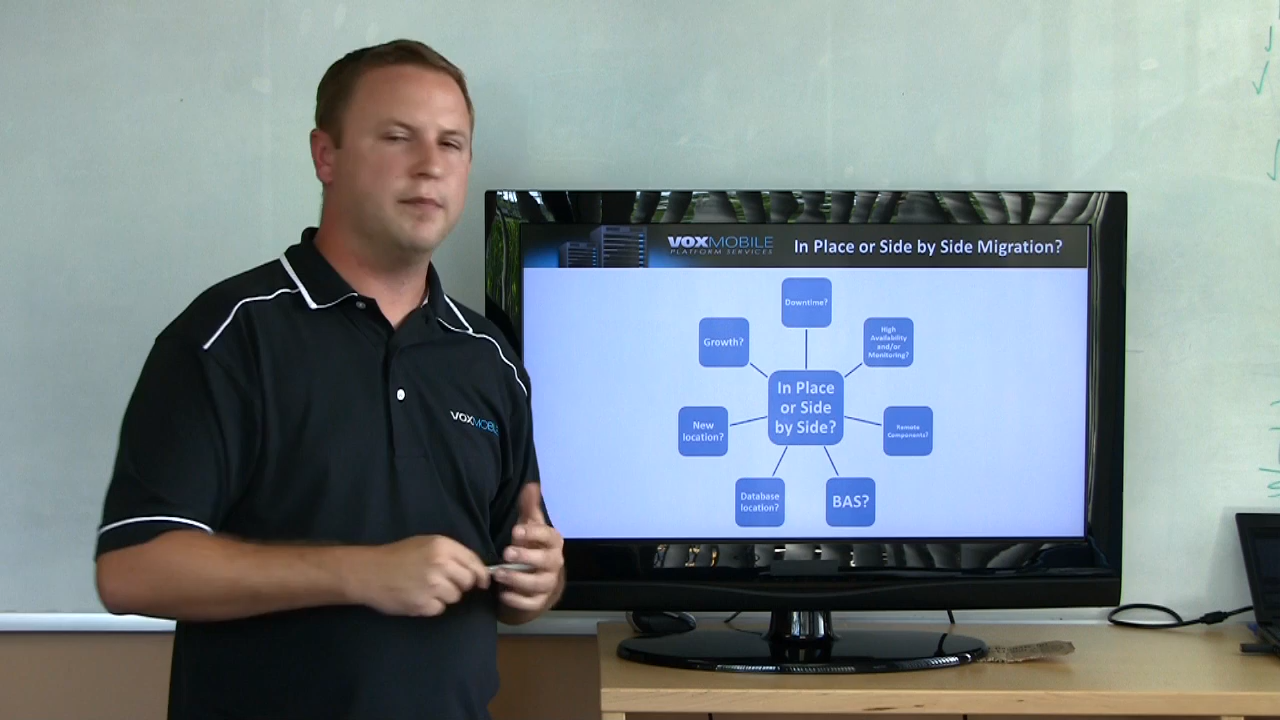 VOXMOBILE
PLATFORM SERVICES
In Place or Side by Side Migration?
Downtime?
High
Availability
and/or
Monitoring?
Growth?
In Place
or Side
by Side?
New
location?
Remote
Components?
Database
location?
BAS?
VOXMOBILE